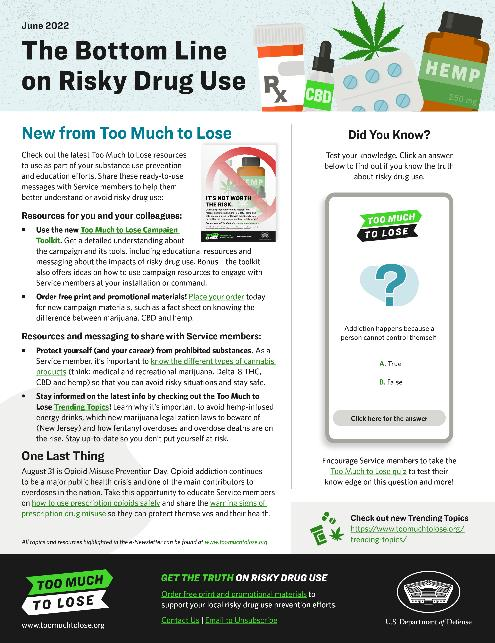 June 2022
The Bottom Line
on Risky Drug Use
Rx
CBD
HEMP
250 mg
New from Too Much to Lose
Check out the latest Too Much to Lose resources
to use as part of your substance use prevention
and education efforts. Share these ready-to-use
messages with Service members to help them
better understand or avoid risky drug use:
IT'S NOT WORTH
THE RISK.
Resources for you and your colleagues:
Use the new Too Much to Lose Campaign
Toolkit. Get a detailed understanding about
the campaign and its tools, including educational resources and
messaging about the impacts of risky drug use. Bonus - the toolkit
also offers ideas on how to use campaign resources to engage with
Service members at your installation or command.
Order free print and promotional materials! Place your order today
for new campaign materials, such as a fact sheet on knowing the
difference between marijuana, CBD and hemp.
Resources and messaging to share with Service members:
Protect yourself (and your career) from prohibited substances. As a
Service member, it's important to know the different types of cannabis
products (think: medical and recreational marijuana, Delta-8 THC,
CBD and hemp) so that you can avoid risky situations and stay safe.
Stay informed on the latest info by checking out the Too Much to
Lose Trending Topics! Learn why it's important to avoid hemp-infused
energy drinks, which new marijuana legalization laws to beware of
(New Jersey) and how fentanyl overdoses and overdose deaths are on
the rise. Stay up-to-date so you don't put yourself at risk.
One Last Thing
August 31 is Opioid Misuse Prevention Day. Opioid addiction continues
to be a major public health crisis and one of the main contributors to
overdoses in the nation. Take this opportunity to educate Service members
on how to use prescription opioids safely and share the warning signs of
prescription drug misuse so they can protect themselves and their health.
All topics and resources highlighted in the e-Newsletter can be found at www.toomuchtolose.org
Did You Know?
Test your knowledge. Click an answer
below to find out if you know the facts
about risky drug use.
TOO MUCH
TO LOSE
?
Addiction happens because a
person cannot control themself
A. True
B. False
Click here for the answer
Encourage Service members to take the
Too Much to Lose quiz to test their
knowledge on this question and more!
Check out new Trending Topics
https://www.toomuchtolose.org/
trending-topics/
TOO MUCH
TO LOSE
www.toomuchtolose.org
GET THE TRUTH ON RISKY DRUG USE
Order free print and promotional materials to
support your local risky drug use prevention efforts.
Contact Us | Email to Unsubscribe
U.S. Department of Defense